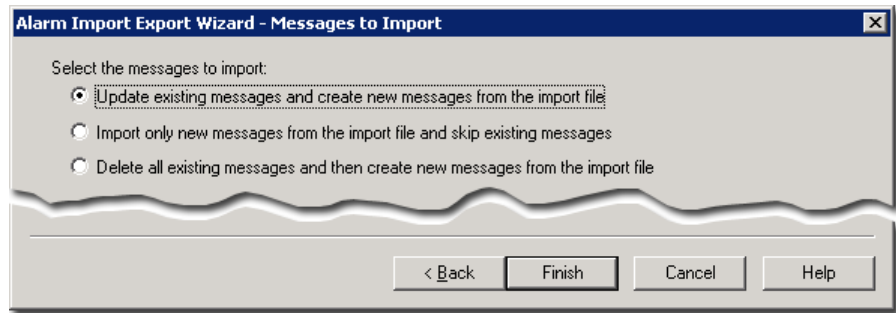 Alarm Import Export Wizard - Messages to Import
Select the messages to import:
Update existing messages and create new messages from the import file
Import only new messages from the import file and skip existing messages
Delete all existing messages and then create new messages from the import file
< Back Finish Cancel Help